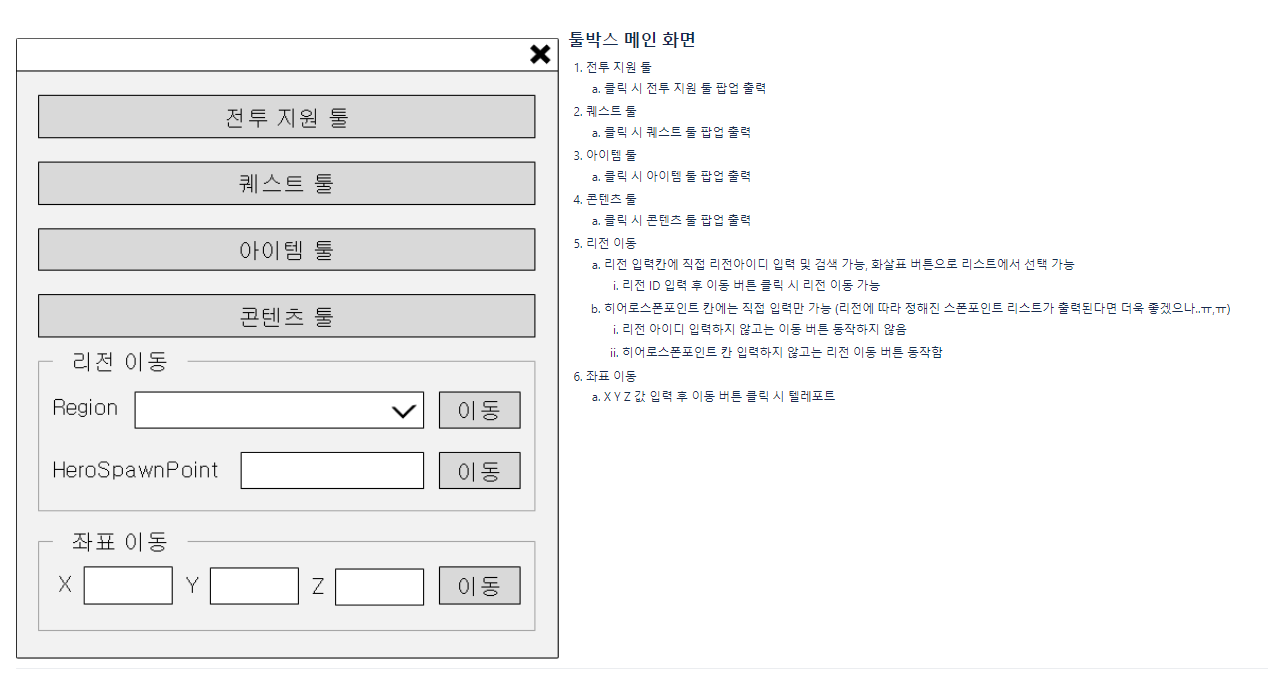 전투 지원 툴
퀘스트 툴
아이템 툴
콘텐츠 툴
리전 이동
Region
이동
HeroSpawnPoint
이동
좌표 이동
X
Y
Z
이동
툴박스 메인 화면
1. 전투 지원 툴
a. 클릭 시 전투 지원 툴 팝업 출력
2. 퀘스트 툴
a. 클릭 시 퀘스트 툴 팝업 출력
3. 아이템 툴
a. 클릭 시 아이템 툴 팝업 출력
4. 콘텐츠 툴
a. 클릭 시 콘텐츠 툴 팝업 출력
5. 리전 이동
a. 리전 입력칸에 직접 리전아이디 입력 및 검색 가능, 화살표 버튼으로 리스트에서 선택 가능
i. 리전 ID 입력 후 이동 버튼 클릭 시 리전 이동 가능
b. 히어로스폰포인트 칸에는 직접 입력만 가능 (리전에 따라 정해진 스폰포인트 리스트가 출력된다면 더욱 좋겠으나..ㅠ,ㅠ)
i. 리전 아이디 입력하지 않고는 이동 버튼 동작하지 않음
ii. 히어로스폰포인트 칸 입력하지 않고는 리전 이동 버튼 동작함
6. 좌표 이동
a. X Y Z 값 입력 후 이동 버튼 클릭 시 텔레포트